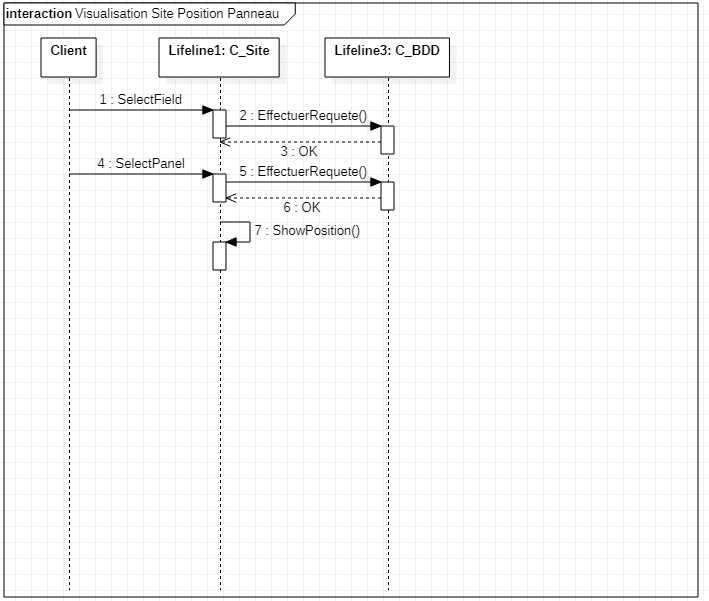 interaction Visualisation Site Position Panneau
Client
Lifeline1: C_Site
Lifeline3: C_BDD
1 : SelectField
2 : EffectuerRequete()
3 : OK
4 : SelectPanel
5 : EffectuerRequete()
6 : OK
7 : ShowPosition()